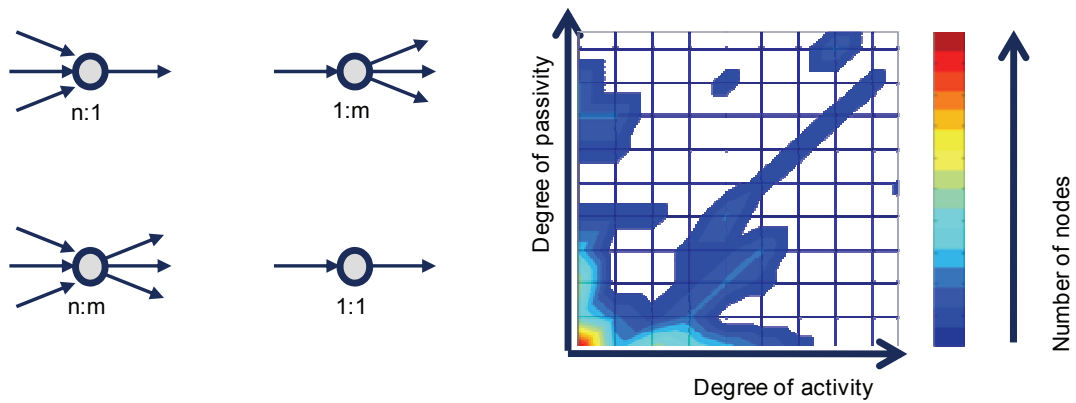 n:1
1:m
n:m
1:1
Degree of passivity
Degree of activity
Number of nodes